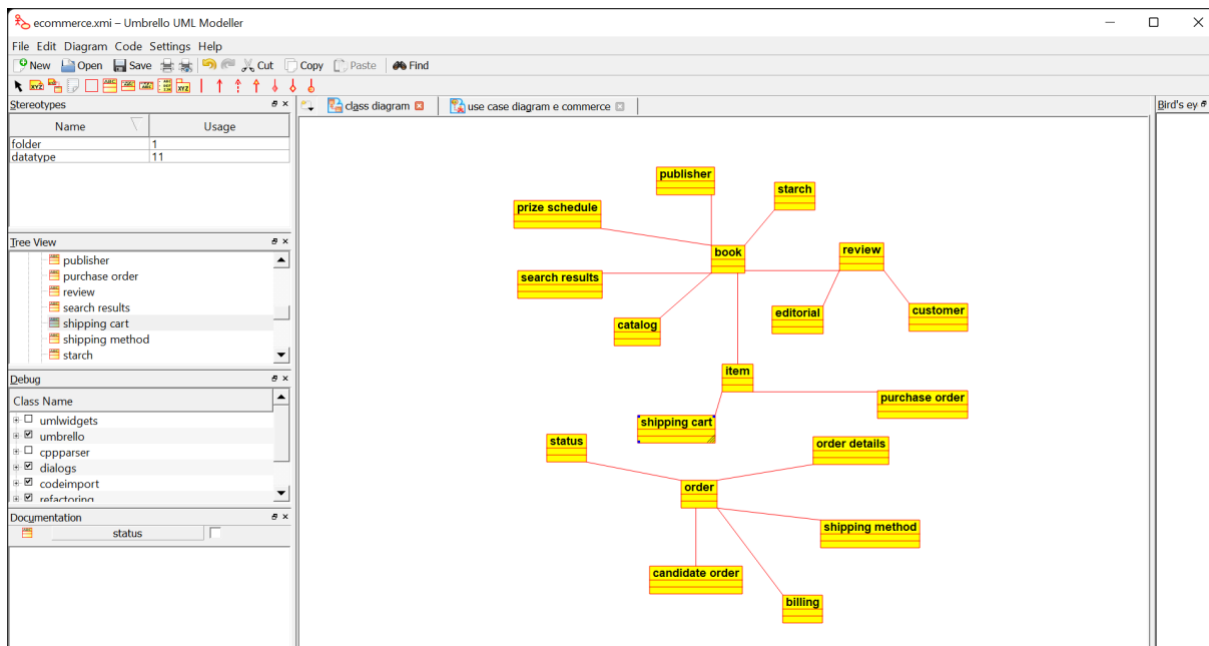 ecommerce.xmi – Umbrello UML Modeller
File Edit Diagram Code Settings Help
New Open Save Cut Copy Paste Find
Stereotypes
Name Usage
folder 1
datatype 11
Tree View
publisher
purchase order
review
search results
shipping cart
shipping method
starch
Debug
Class Name
umlwidgets
umbrello
cppparser
dialogs
codeimport
refactoring
Documentation
status
class diagram
use case diagram e commerce
Bird's ey
publisher
starch
prize schedule
book
review
search results
editorial
customer
catalog
item
purchase order
shipping cart
status
order details
order
shipping method
candidate order
billing